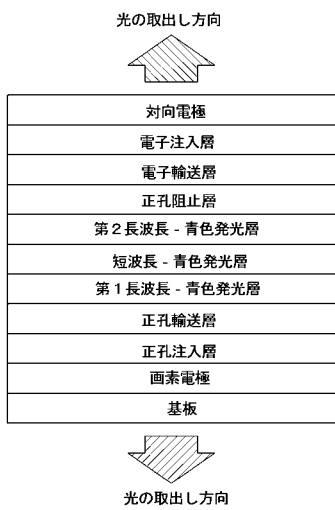 光の取出し方向
対向電極
電子注入層
電子輸送層
正孔阻止層
第２長波長 - 青色発光層
短波長 - 青色発光層
第１長波長 - 青色発光層
正孔輸送層
正孔注入層
画素電極
基板
光の取出し方向